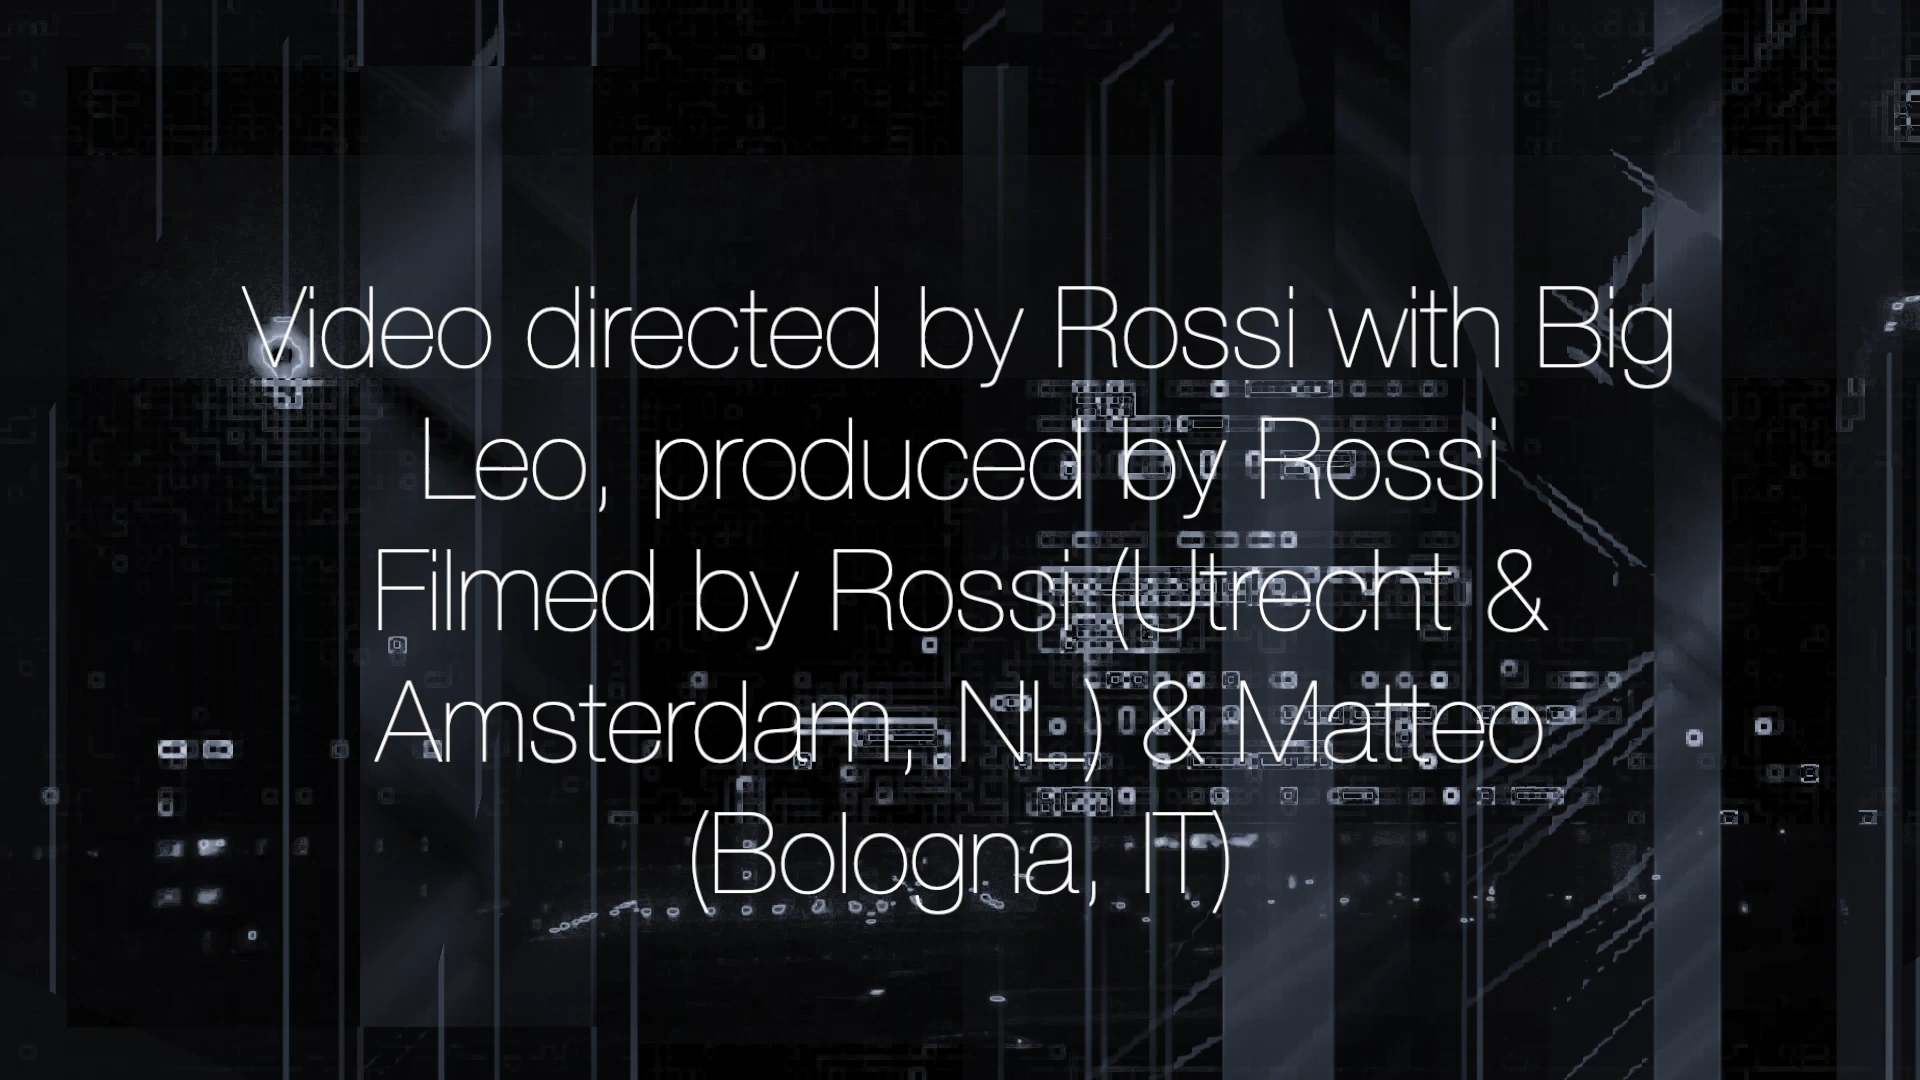 Video directed by Rossi with Big
Leo, produced by Rossi
Filmed by Rossi (Utrecht &
Amsterdam, NL) & Matteo
(Bologna, IT)